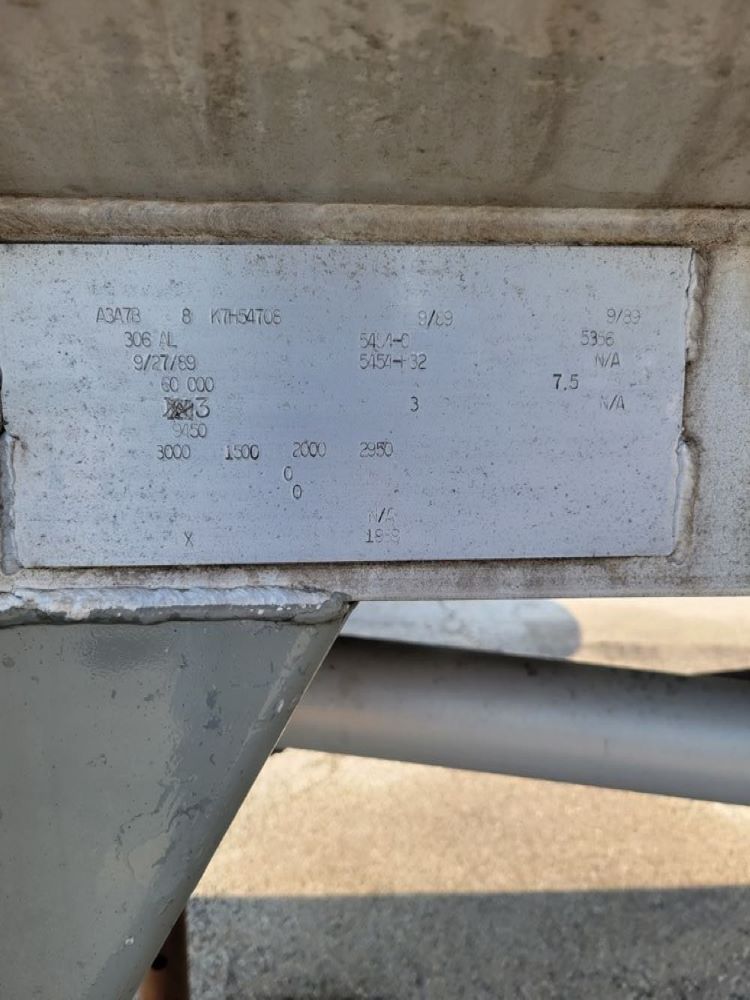 A3A7B 8 K7H54706 9/89 9/89
306 AL 5454-0 5356
9/27/89 5454-H32 N/A
60 000 7.5
3 3 N/A
9450
3000 1500 2000 2950
0
0
N/A
X 1989